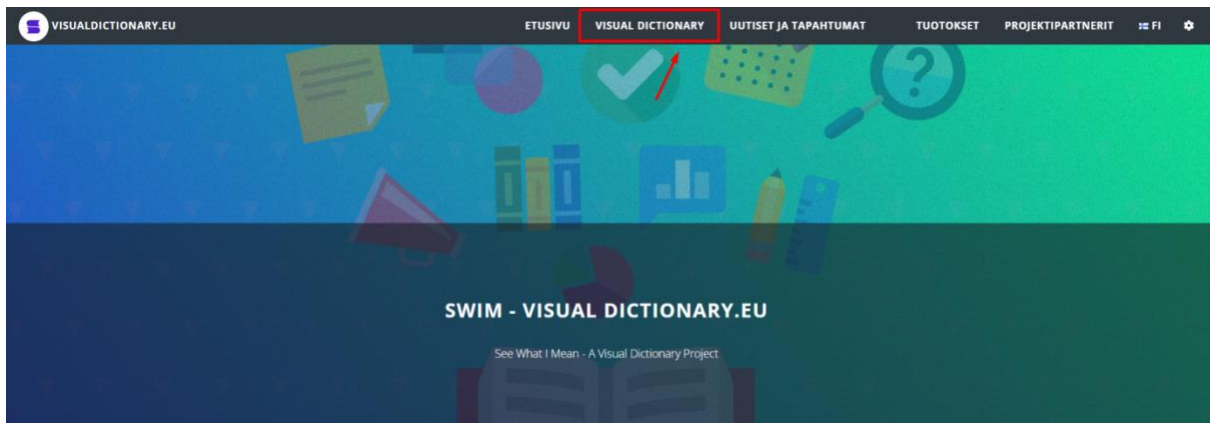 VISUALDICTIONARY.EU ETUSIVU VISUAL DICTIONARY UUTISET JA TAPAHTUMAT TUOTOKSET PROJEKTIPARTNERIT FI
SWIM - VISUAL DICTIONARY.EU
See What I Mean - A Visual Dictionary Project